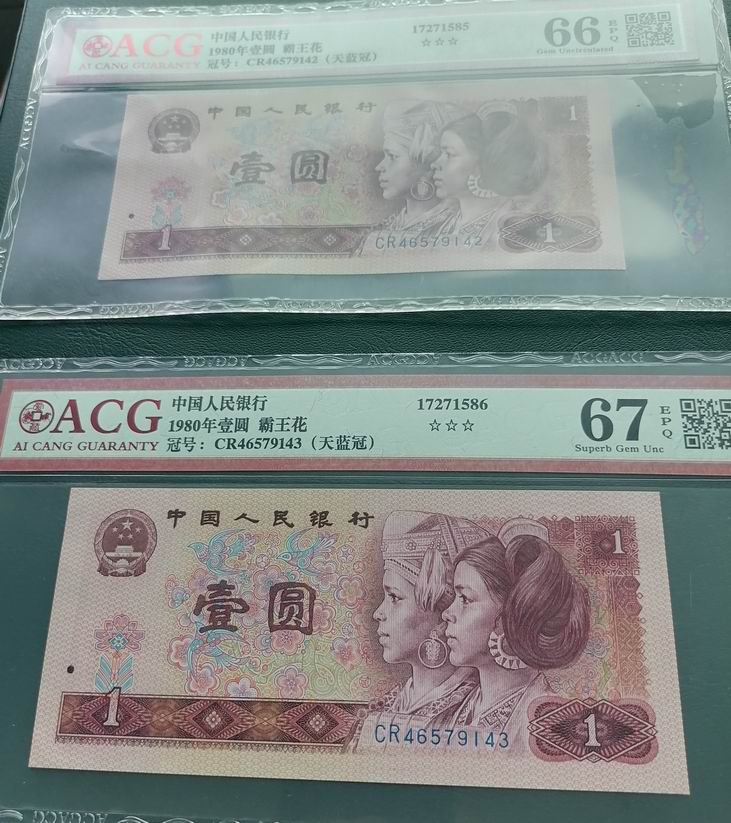 ACG
AI CANG GUARANTY
中国人民银行
1980年壹圆 霸王花
冠号：CR46579142（天蓝冠）
17271585
☆☆☆
66
EPQ
Gem Uncirculated
中国人民银行
壹圆
1
1
CR46579142
1
ACG
AI CANG GUARANTY
中国人民银行
1980年壹圆 霸王花
冠号：CR46579143（天蓝冠）
17271586
☆☆☆
67
EPQ
Superb Gem Unc
中国人民银行
壹圆
1
1
CR46579143
1